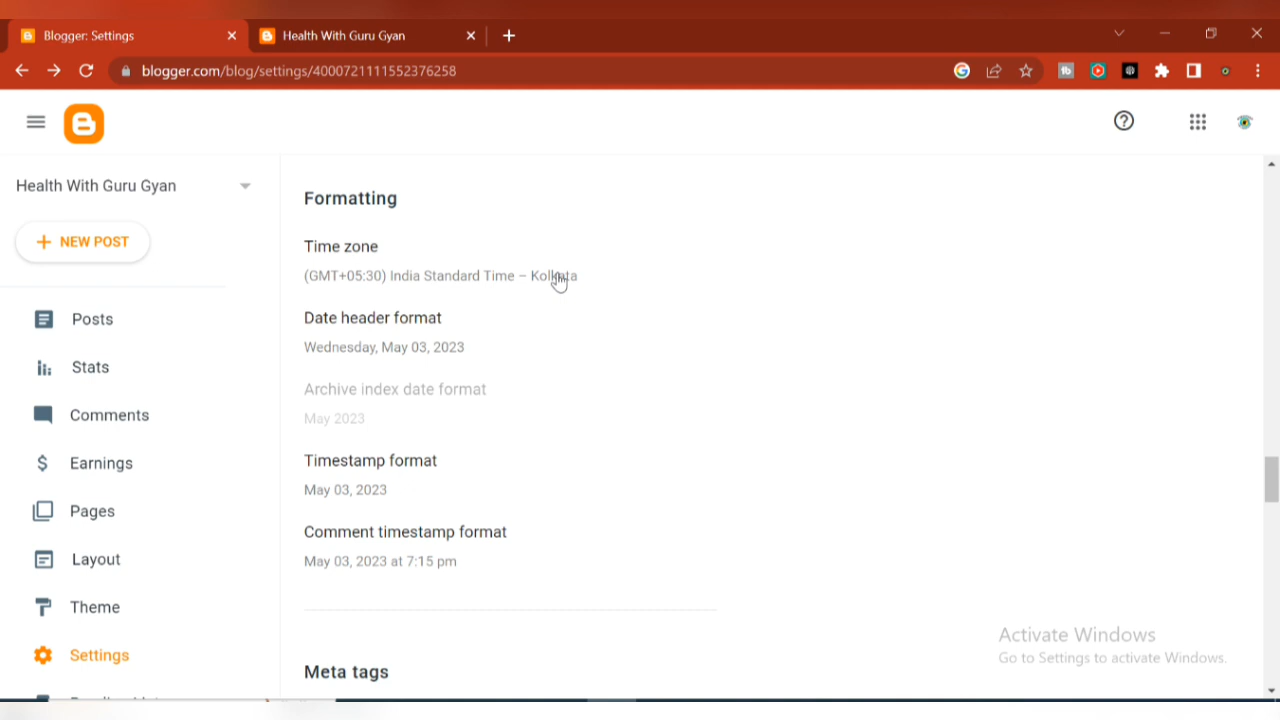 Blogger: Settings
Health With Guru Gyan
blogger.com/blog/settings/4000721111552376258
Health With Guru Gyan
NEW POST
Posts
Stats
Comments
Earnings
Pages
Layout
Theme
Settings
Formatting
Time zone
(GMT+05:30) India Standard Time – Kolkata
Date header format
Wednesday, May 03, 2023
Archive index date format
May 2023
Timestamp format
May 03, 2023
Comment timestamp format
May 03, 2023 at 7:15 pm
Meta tags
Activate Windows
Go to Settings to activate Windows.